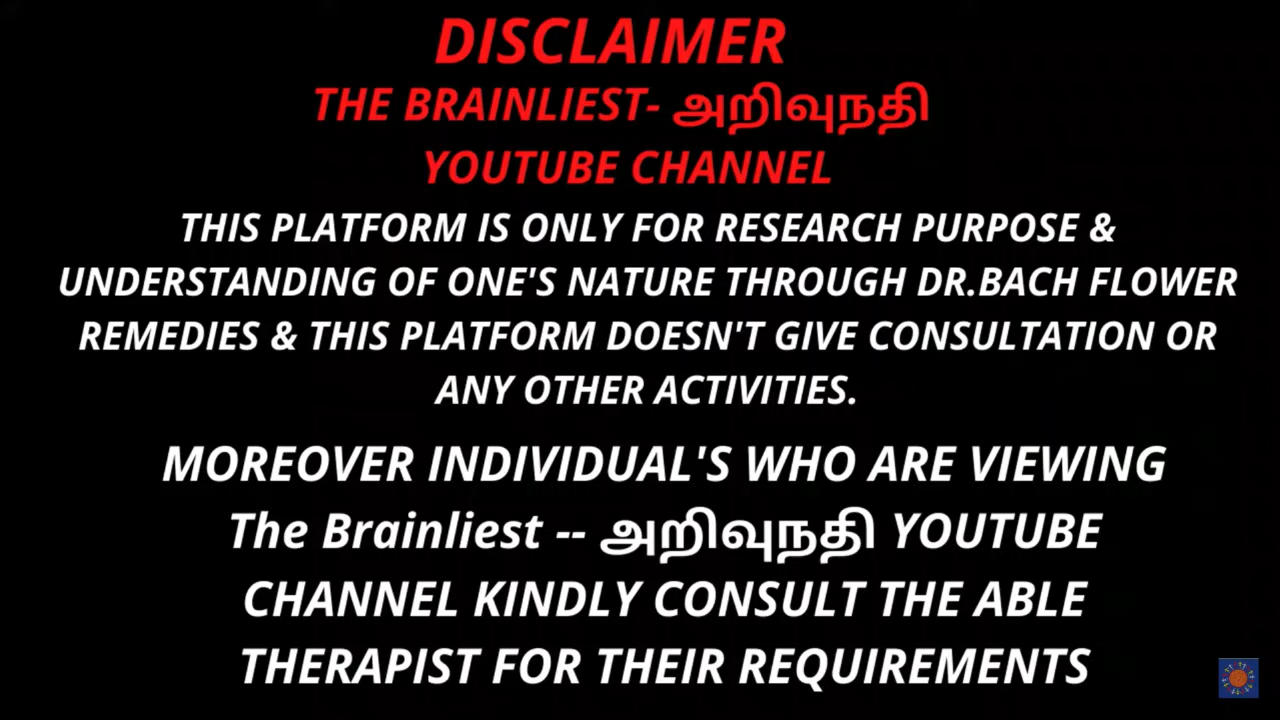 DISCLAIMER
THE BRAINLIEST- அறிவுநதி
YOUTUBE CHANNEL
THIS PLATFORM IS ONLY FOR RESEARCH PURPOSE &
UNDERSTANDING OF ONE'S NATURE THROUGH DR.BACH FLOWER
REMEDIES & THIS PLATFORM DOESN'T GIVE CONSULTATION OR
ANY OTHER ACTIVITIES.
MOREOVER INDIVIDUAL'S WHO ARE VIEWING
The Brainliest -- அறிவுநதி YOUTUBE
CHANNEL KINDLY CONSULT THE ABLE
THERAPIST FOR THEIR REQUIREMENTS